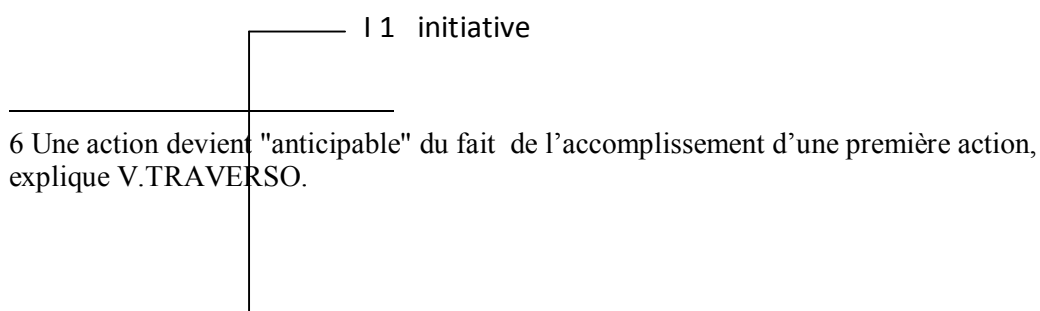 I 1 initiative
6 Une action devient "anticipable" du fait de l’accomplissement d’une première action,
explique V.TRAVERSO.